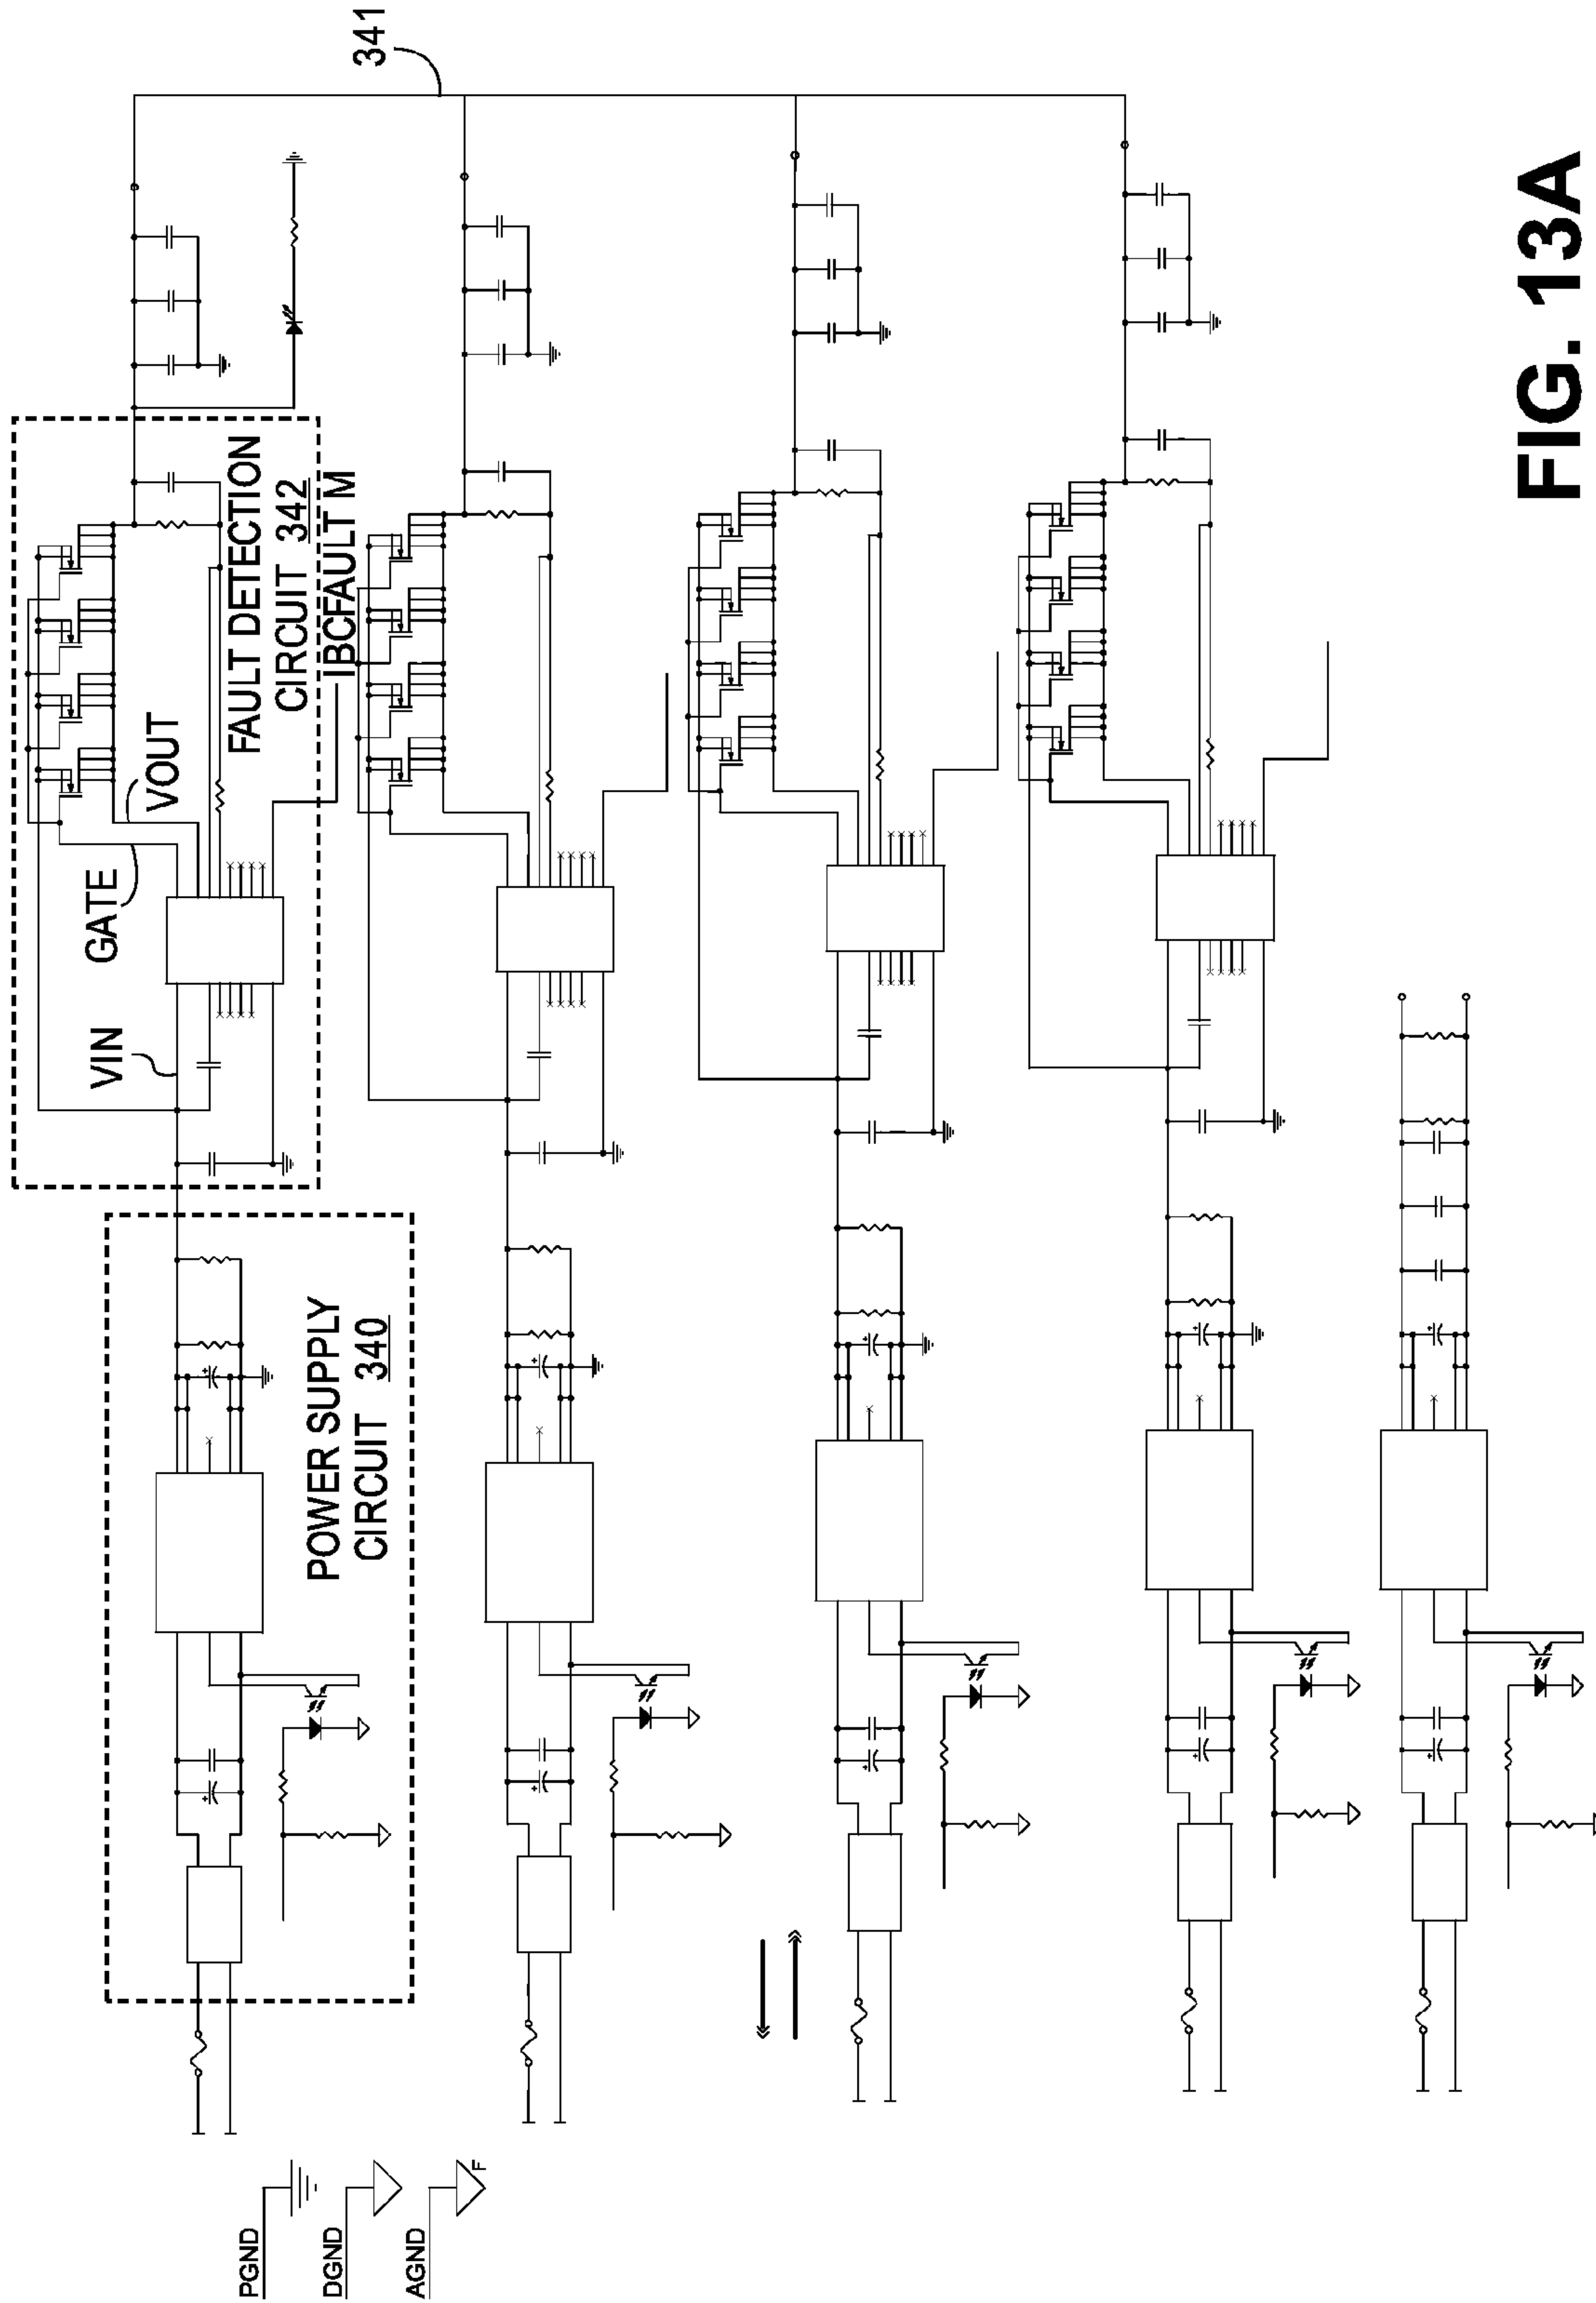 PGND
DGND
AGND
F
POWER SUPPLY
CIRCUIT 340
VIN
GATE
VOUT
FAULT DETECTION
CIRCUIT 342
IBCFAULT M
341
FIG. 13A